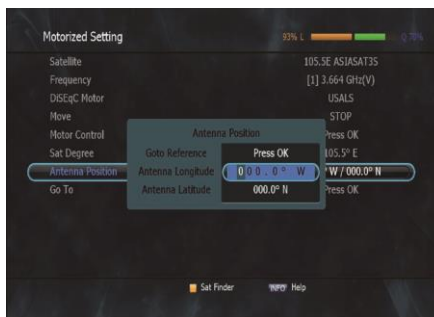 Motorized Setting
93% L
Q 70%
Satellite
105.5E ASIASAT3S
Frequency
[1] 3.664 GHz(V)
DiSEqC Motor
USALS
Move
STOP
Motor Control
Press OK
Sat Degree
105.5° E
Antenna Position
° W / 000.0° N
Go To
Press OK
Antenna Position
Goto Reference
Press OK
Antenna Longitude
000.0° W
Antenna Latitude
000.0° N
Sat Finder
INFO Help